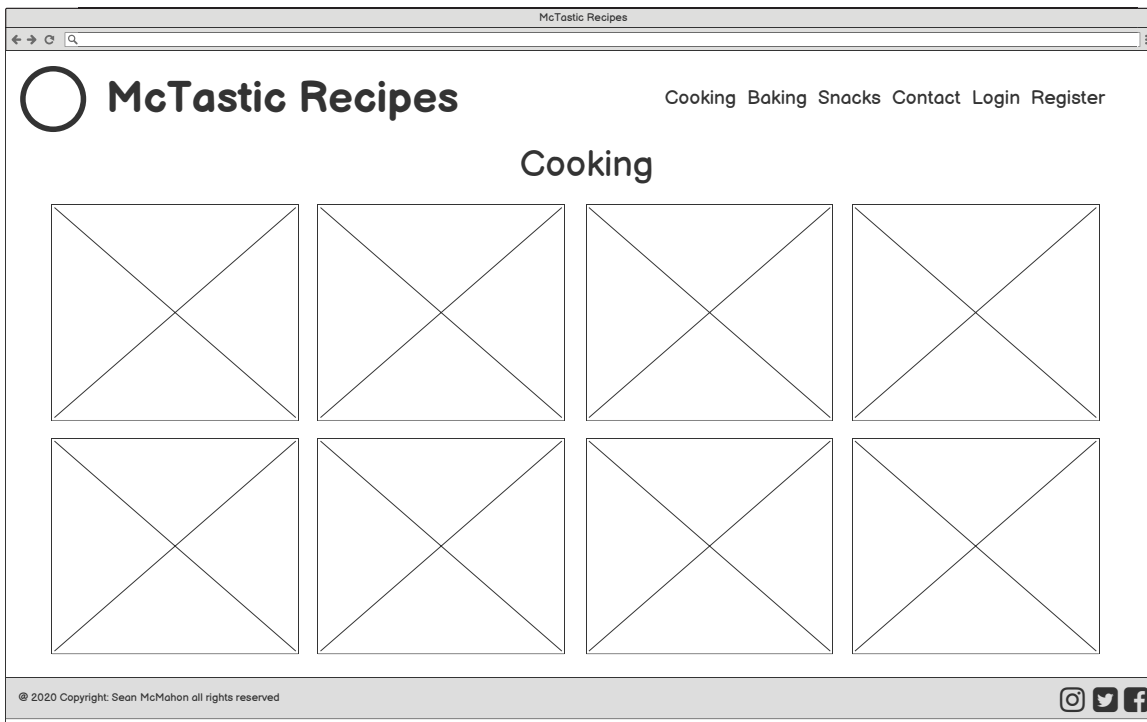 McTastic Recipes
McTastic Recipes
Cooking Baking Snacks Contact Login Register
Cooking
@ 2020 Copyright: Sean McMahon all rights reserved